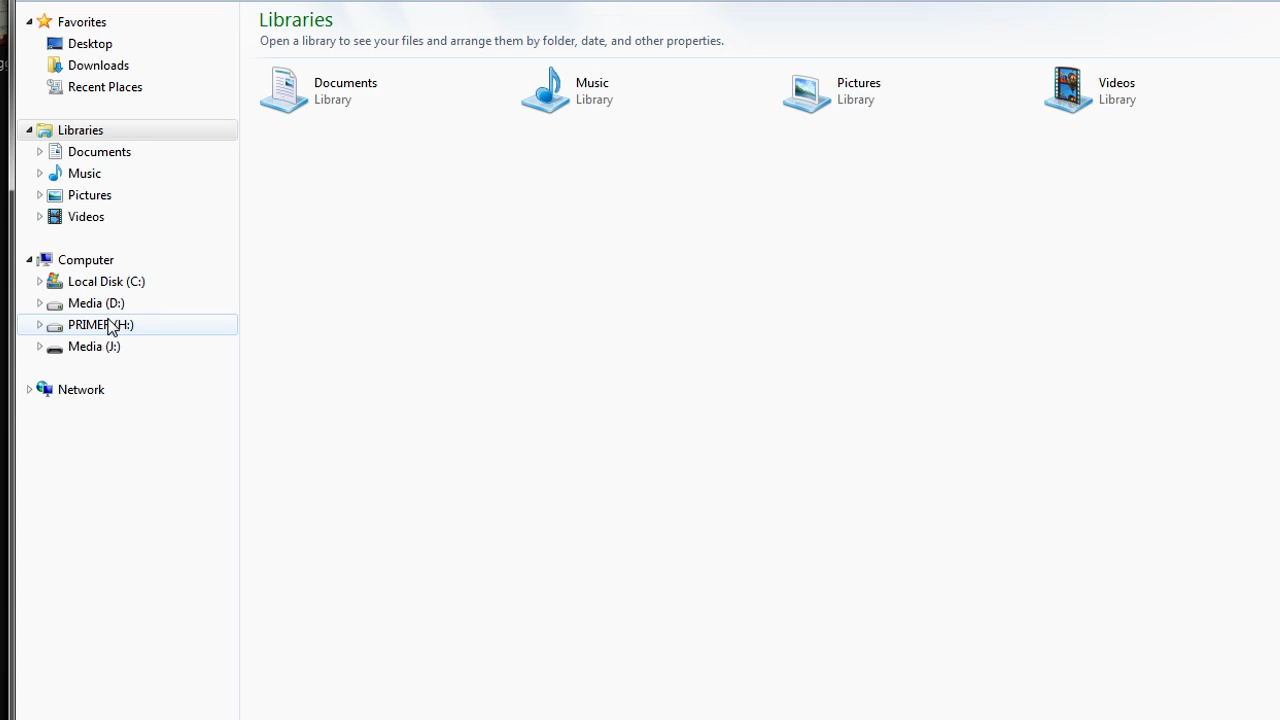 Favorites
Desktop
Downloads
Recent Places
Libraries
Documents
Music
Pictures
Videos
Computer
Local Disk (C:)
Media (D:)
(H:)
Media (J:)
Network
Libraries
Open a library to see your files and arrange them by folder, date, and other properties.
Documents
Library
Music
Library
Pictures
Library
Videos
Library